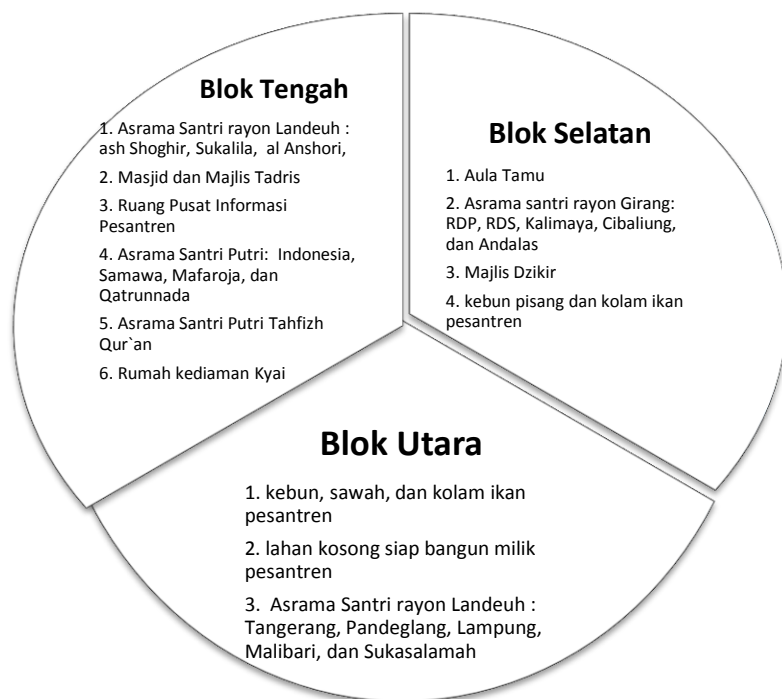 Blok Tengah
1. Asrama Santri rayon Landeuh :
ash Shoghir, Sukalila, al Anshori,
2. Masjid dan Majlis Tadris
3. Ruang Pusat Informasi
Pesantren
4. Asrama Santri Putri: Indonesia,
Samawa, Mafaroja, dan
Qatrunnada
5. Asrama Santri Putri Tahfizh
Qur`an
6. Rumah kediaman Kyai
Blok Selatan
1. Aula Tamu
2. Asrama santri rayon Girang:
RDP, RDS, Kalimaya, Cibaliung,
dan Andalas
3. Majlis Dzikir
4. kebun pisang dan kolam ikan
pesantren
Blok Utara
1. kebun, sawah, dan kolam ikan
pesantren
2. lahan kosong siap bangun milik
pesantren
3. Asrama Santri rayon Landeuh :
Tangerang, Pandeglang, Lampung,
Malibari, dan Sukasalamah